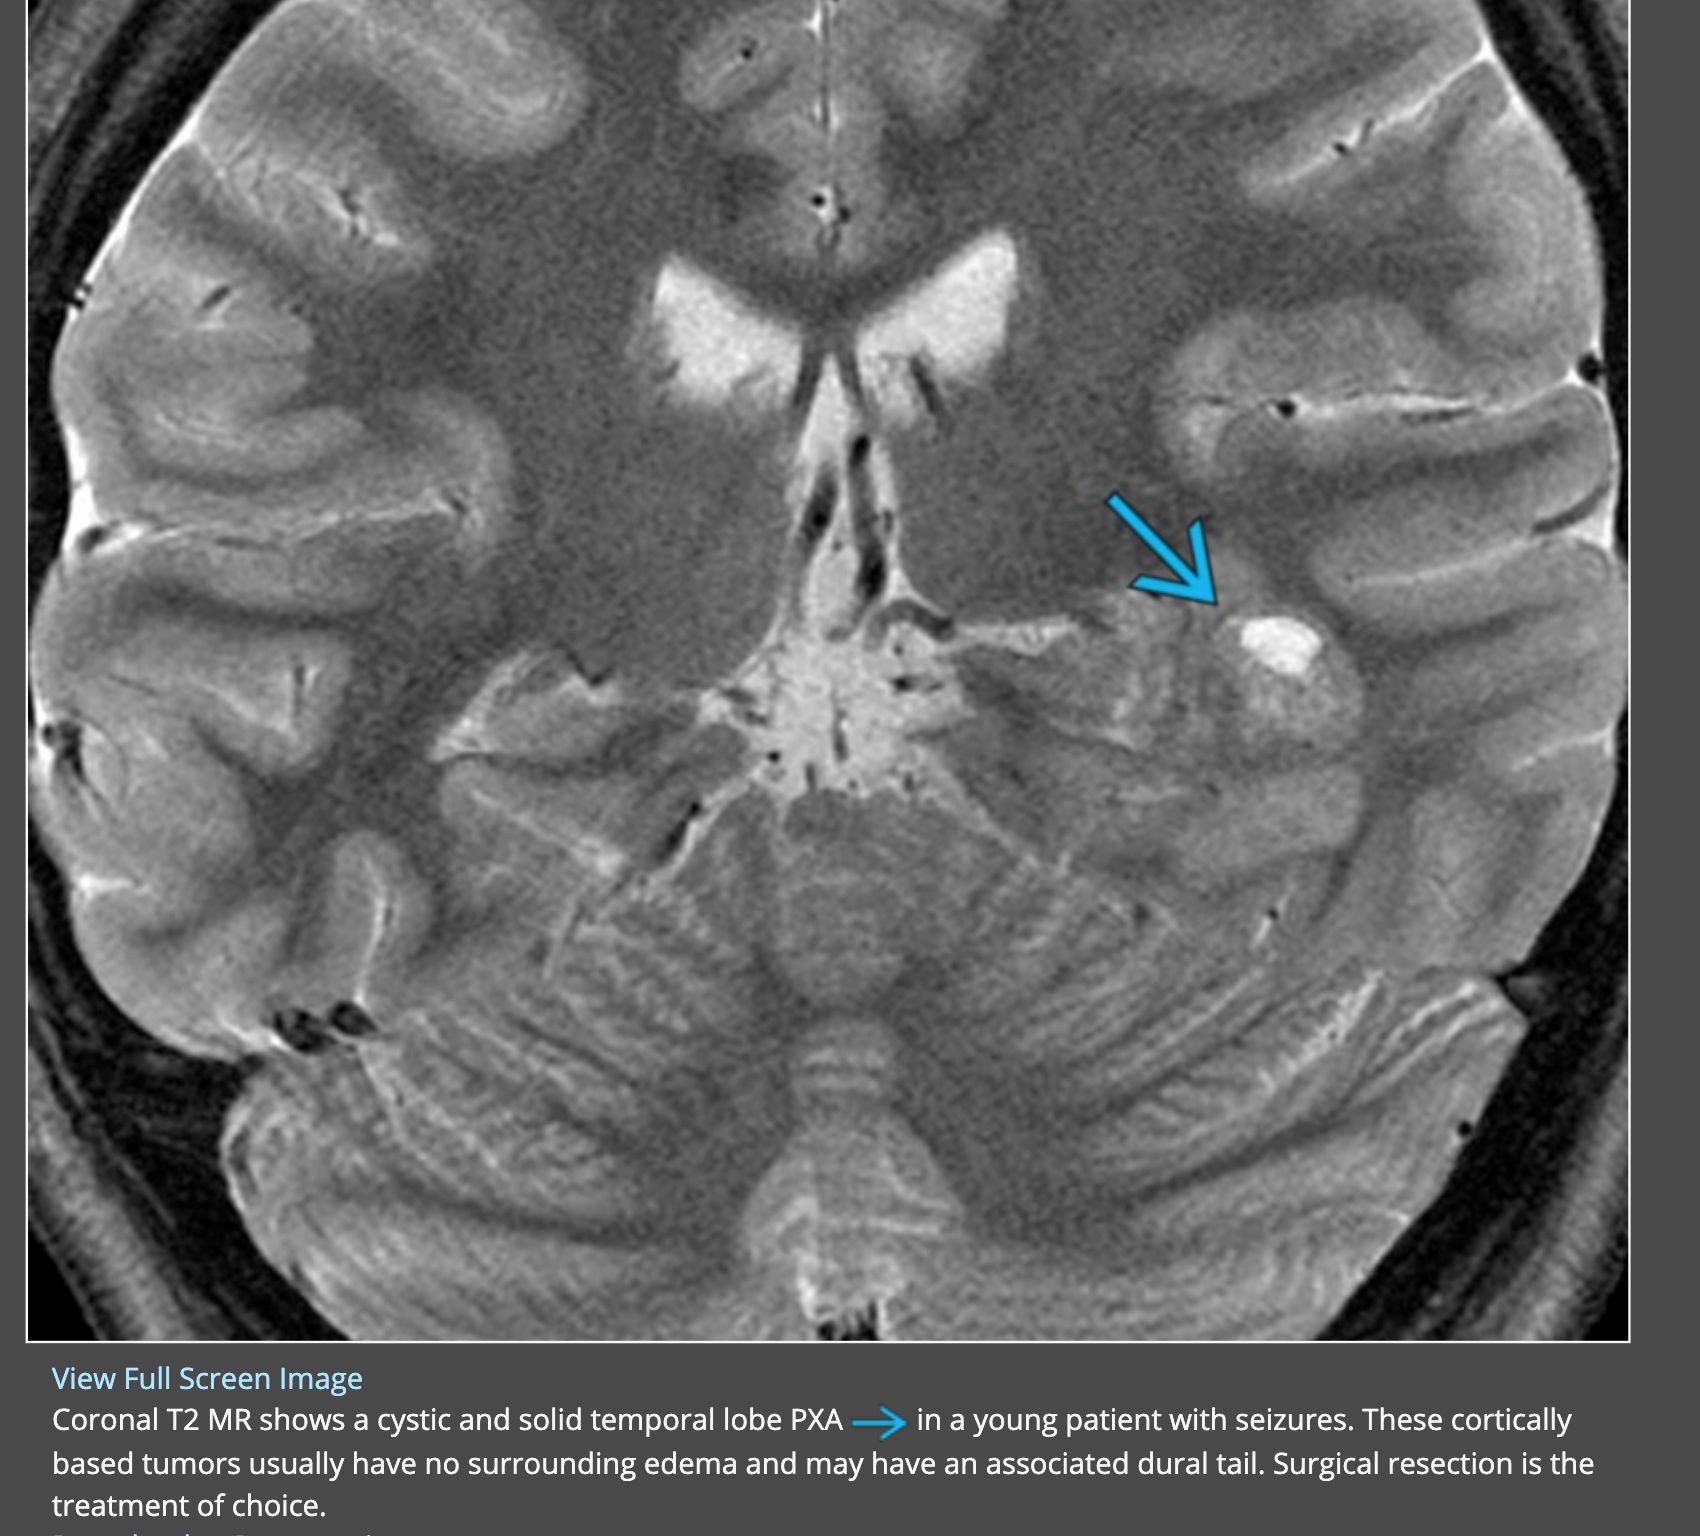 View Full Screen Image
Coronal T2 MR shows a cystic and solid temporal lobe PXA → in a young patient with seizures. These cortically
based tumors usually have no surrounding edema and may have an associated dural tail. Surgical resection is the
treatment of choice.